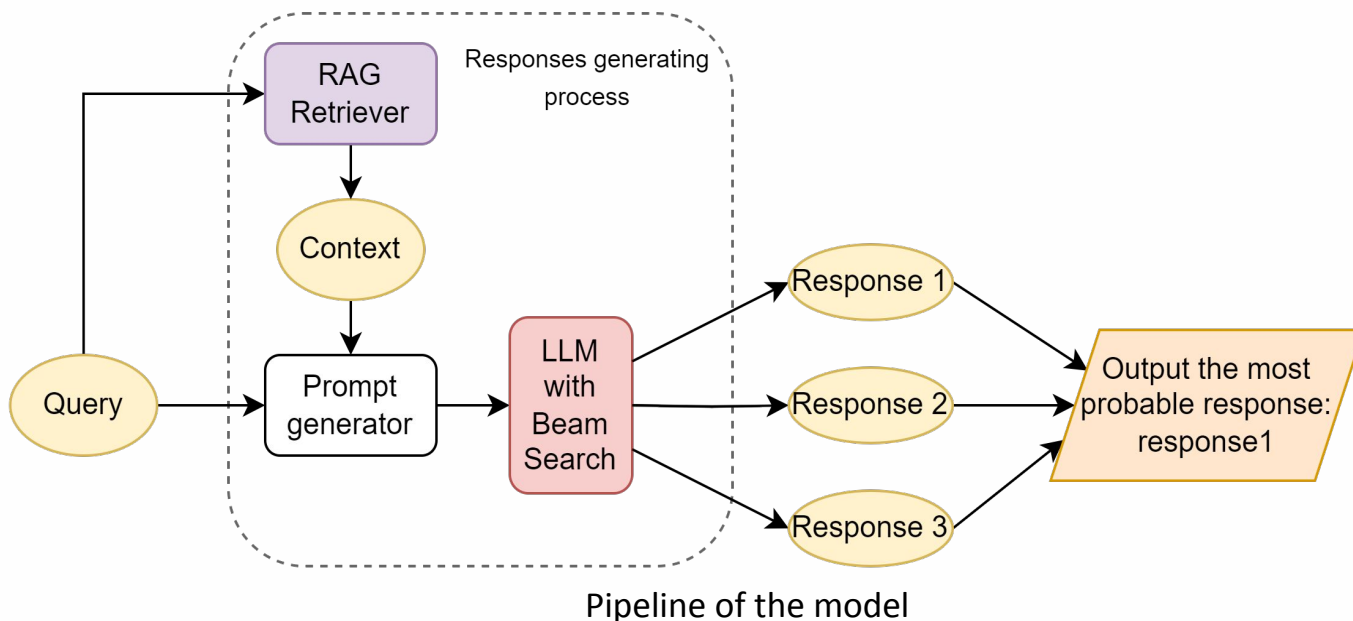 RAG
Retriever
Responses generating
process
Context
Query
Prompt
generator
LLM
with
Beam
Search
Response 1
Response 2
Response 3
Output the most
probable response:
response1
Pipeline of the model